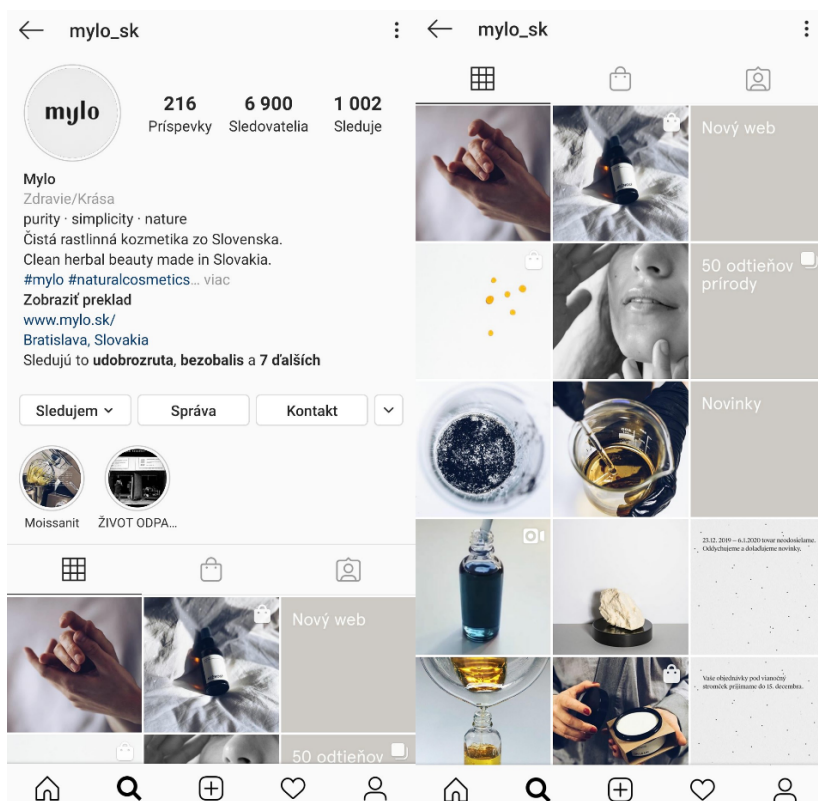 mylo_sk
mylo
216 6 900 1 002
Príspevky Sledovatelia Sleduje
Mylo
Zdravie/Krása
purity · simplicity · nature
Čistá rastlinná kozmetika zo Slovenska.
Clean herbal beauty made in Slovakia.
#mylo #naturalcosmetics... viac
Zobraziť preklad
www.mylo.sk/
Bratislava, Slovakia
Sledujú to udobrozruta, bezobalis a 7 ďalších
Sledujem Správa Kontakt
Moissanit ŽIVOT ODPA...
Nový web
50 odtieňov
mylo_sk
Nový web
50 odtieňov
prírody
Novinky
23.12. 2019 – 6.1.2020 tovar neodosielame.
Oddychujeme a dolaďujeme novinky.
Vaše objednávky pod vianočný
stromček prijímame do 15. decembra.